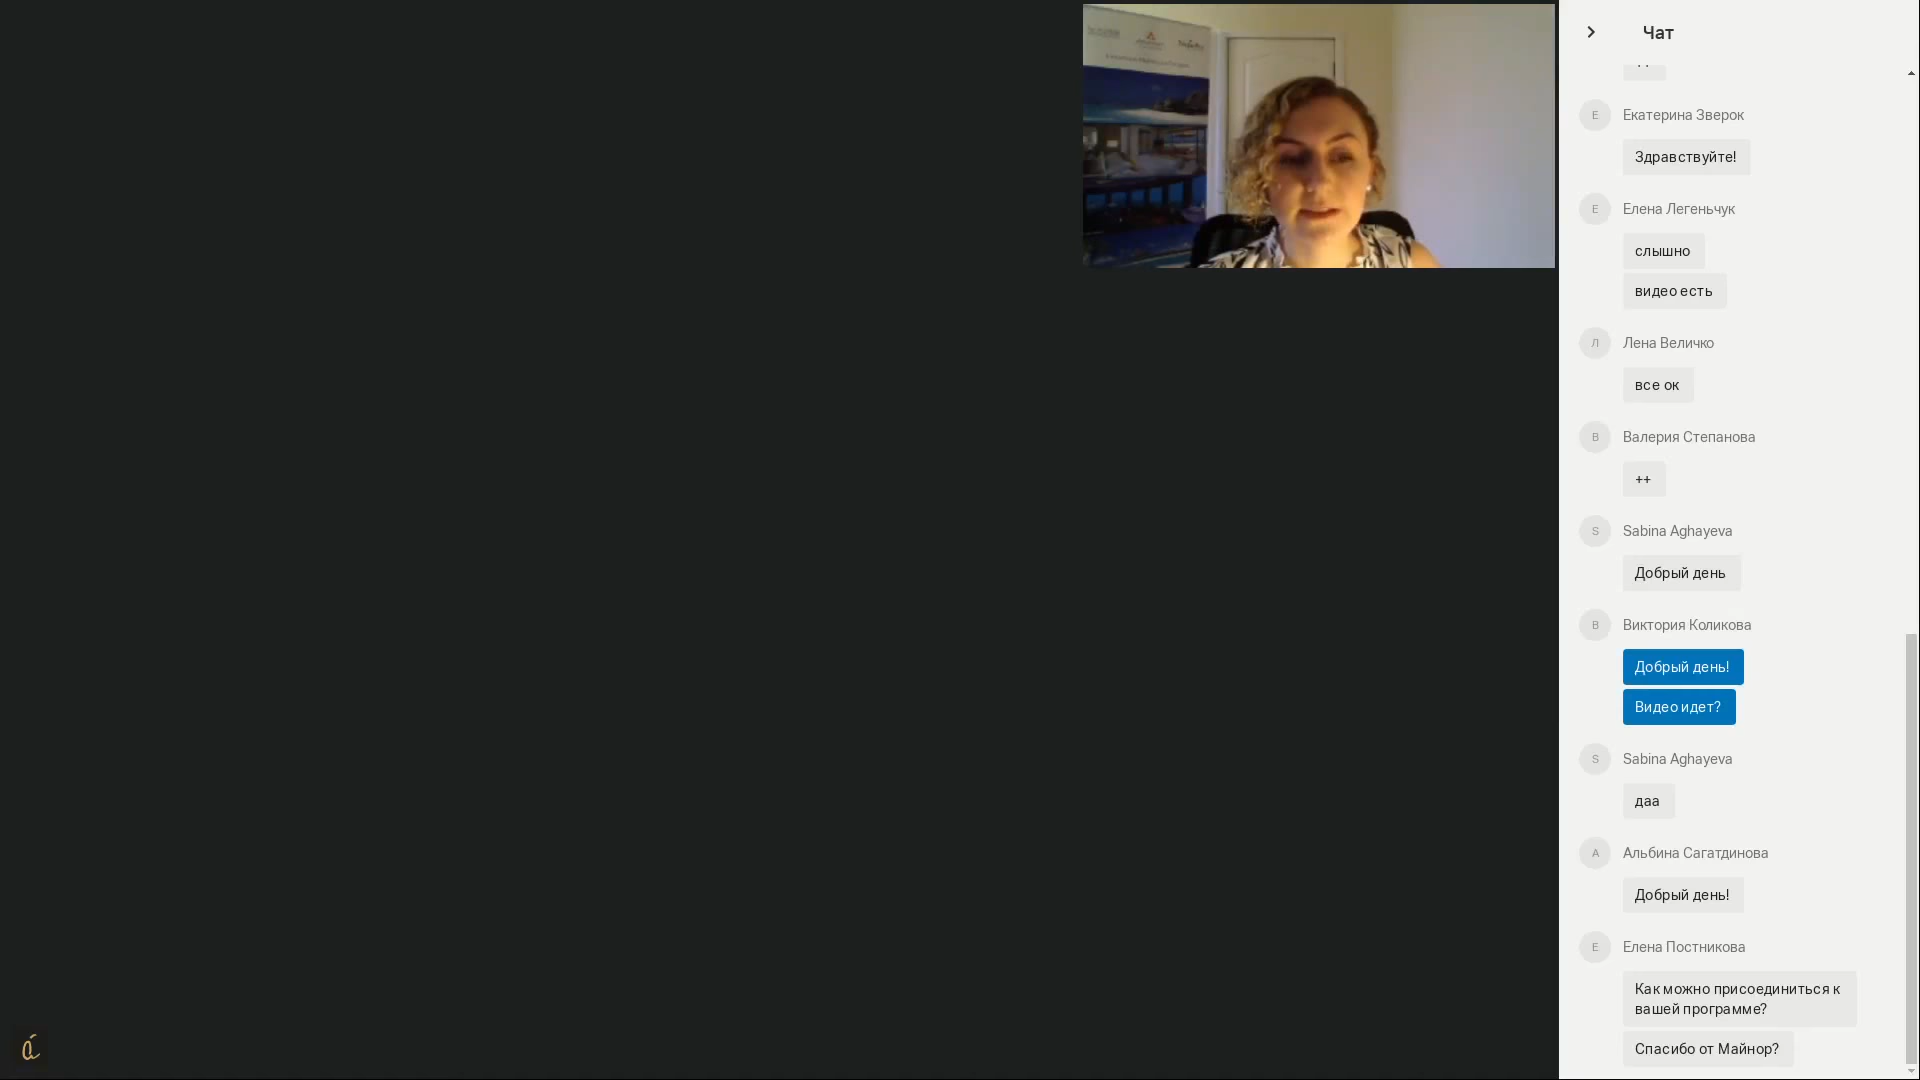 Чат
Е
Екатерина Зверок
Здравствуйте!
Е
Елена Легеньчук
слышно
видео есть
Л
Лена Величко
все ок
В
Валерия Степанова
++
S
Sabina Aghayeva
Добрый день
В
Виктория Коликова
Добрый день!
Видео идет?
S
Sabina Aghayeva
даа
А
Альбина Сагатдинова
Добрый день!
Е
Елена Постникова
Как можно присоединиться к
вашей программе?
Спасибо от Майнор?
á